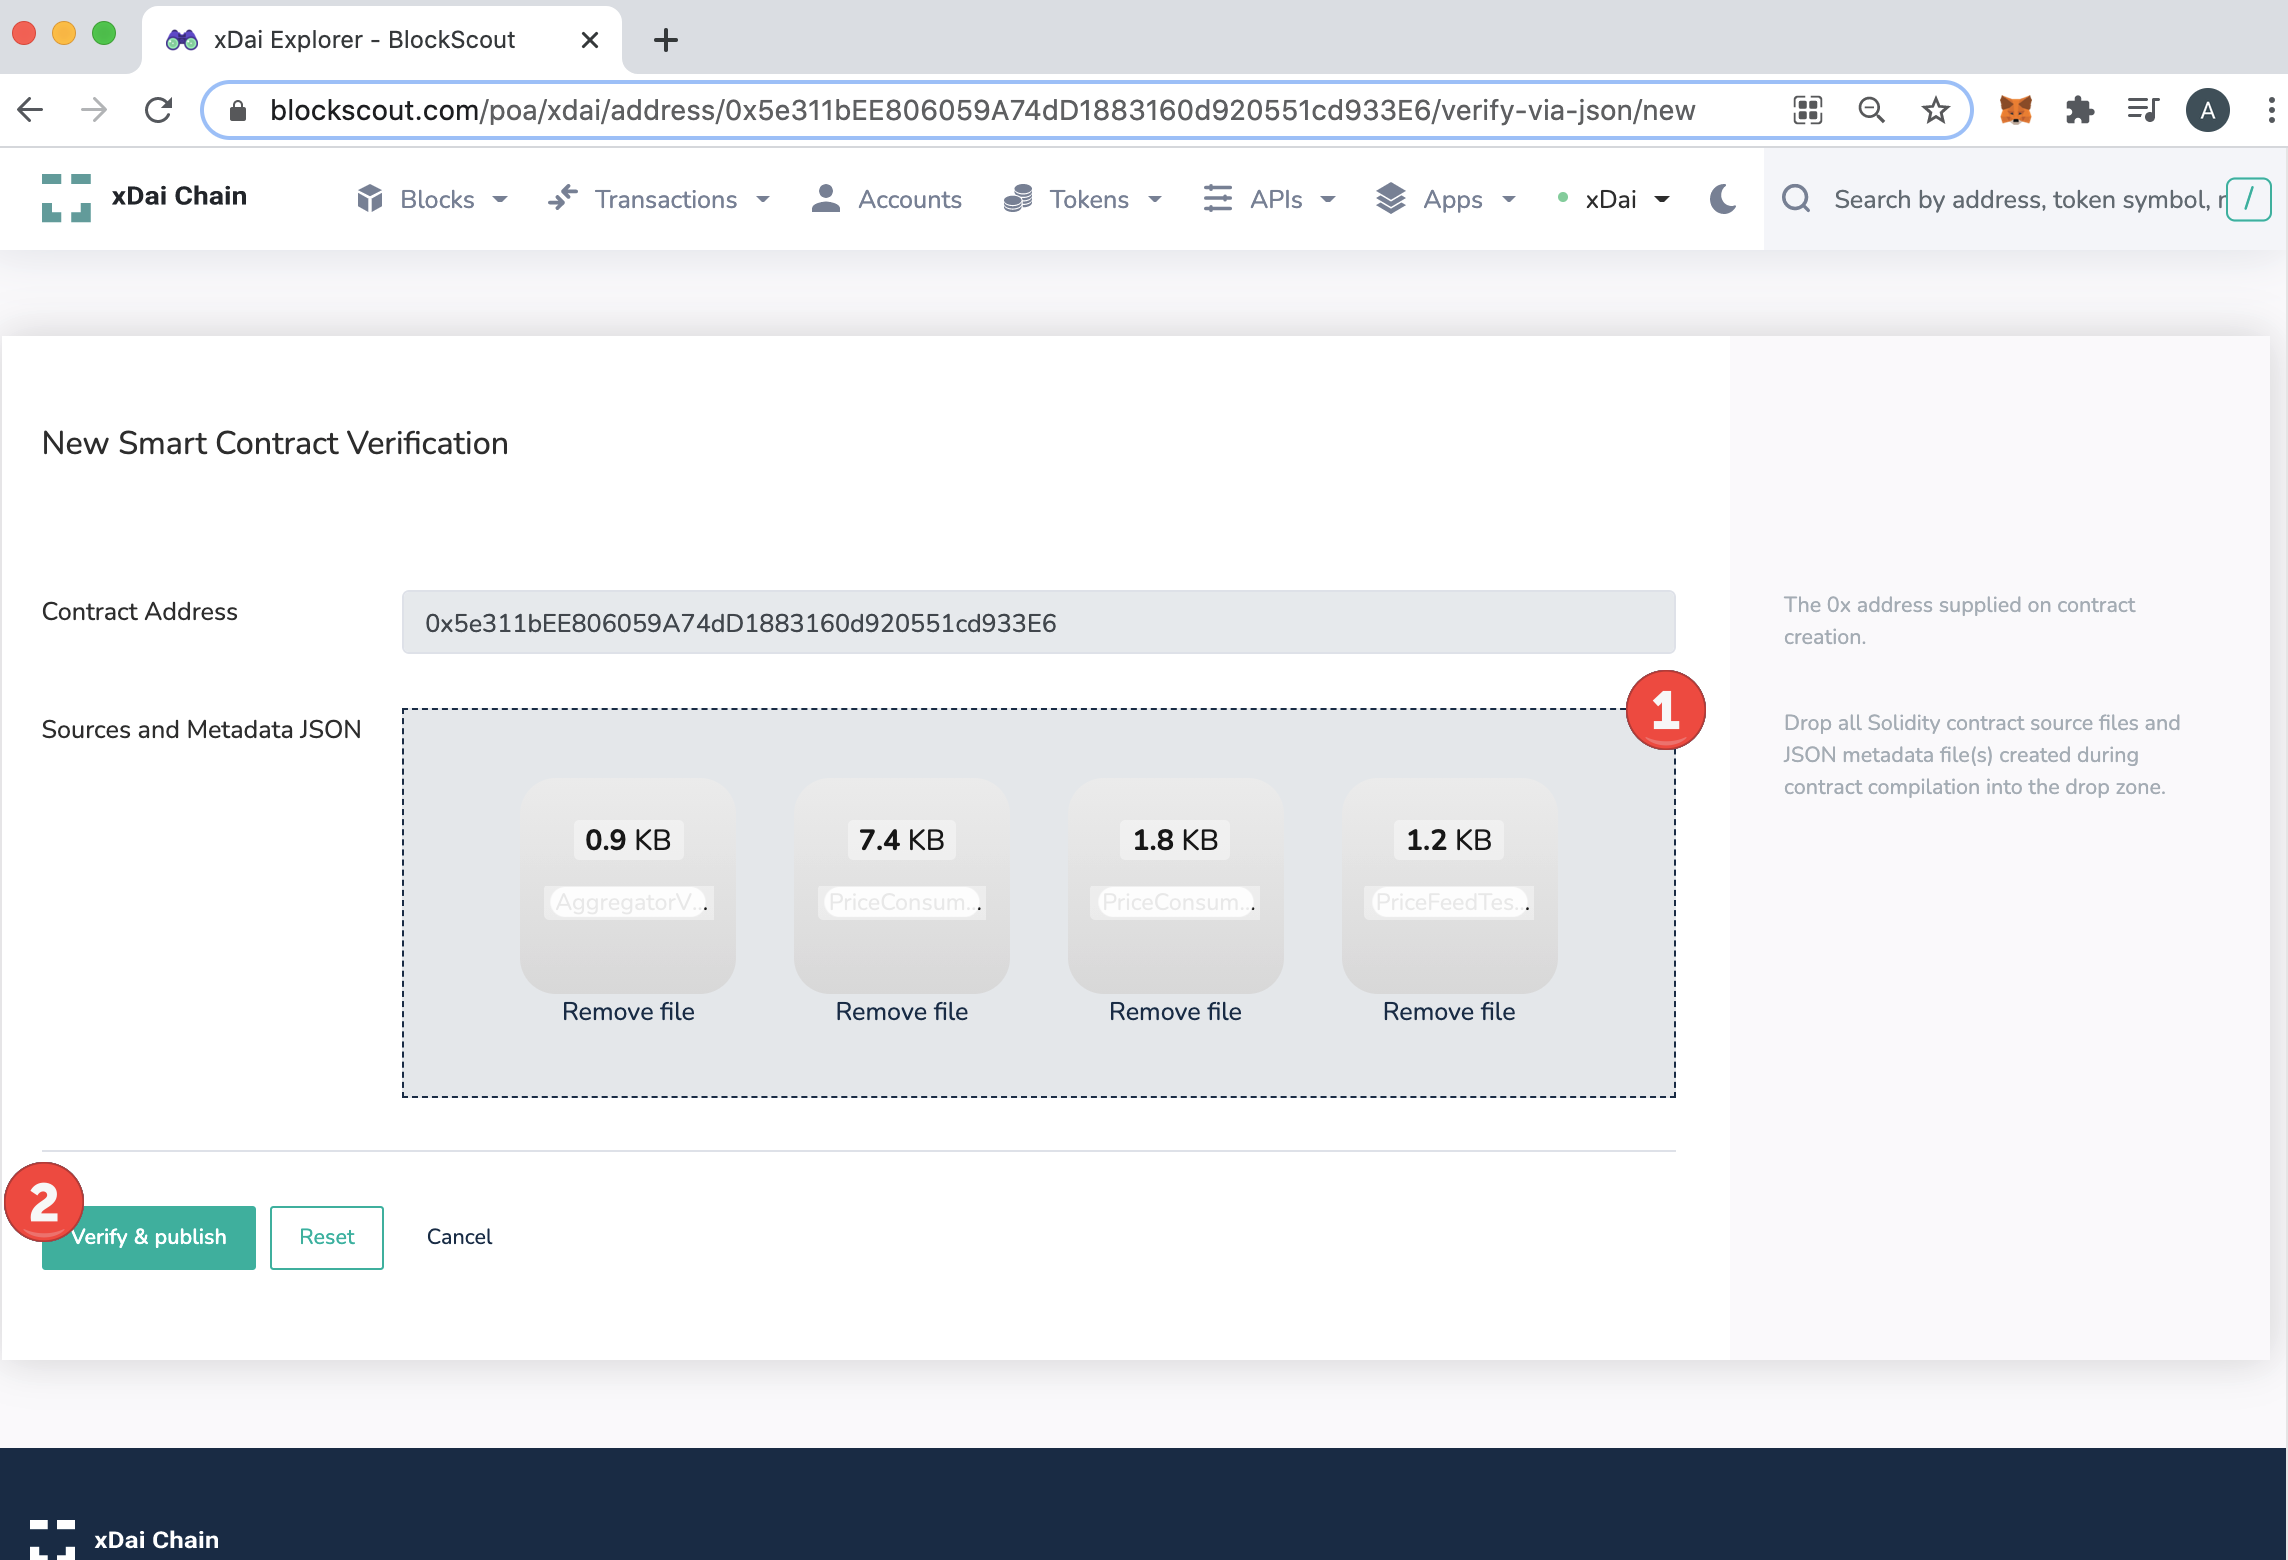 xDai Explorer - BlockScout
blockscout.com/poa/xdai/address/0x5e311bEE806059A74dD1883160d920551cd933E6/verify-via-json/new
A
xDai Chain
Blocks
Transactions
Accounts
Tokens
APIs
Apps
xDai
Search by address, token symbol, r
/
New Smart Contract Verification
Contract Address
0x5e311bEE806059A74dD1883160d920551cd933E6
The 0x address supplied on contract
creation.
Sources and Metadata JSON
1
Drop all Solidity contract source files and
JSON metadata file(s) created during
contract compilation into the drop zone.
0.9 KB
AggregatorV...
Remove file
7.4 KB
PriceConsum...
Remove file
1.8 KB
PriceConsum...
Remove file
1.2 KB
PriceFeedTes...
Remove file
2
Verify & publish
Reset
Cancel
xDai Chain